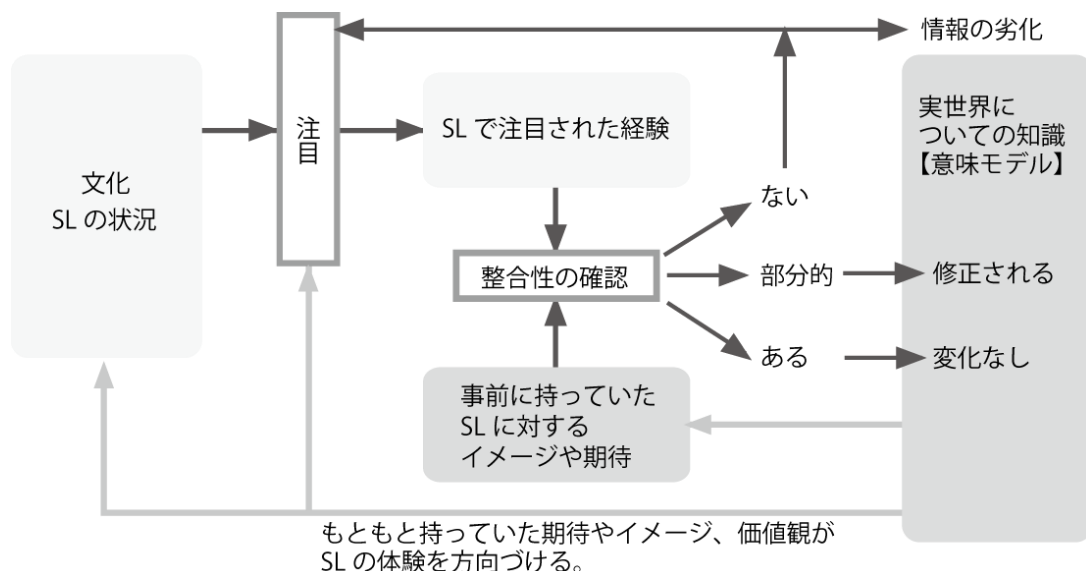 情報の劣化
注目
文化
SL の状況
SL で注目された経験
実世界に
ついての知識
【意味モデル】
ない
整合性の確認
部分的
修正される
ある
変化なし
事前に持っていた
SL に対する
イメージや期待
もともと持っていた期待やイメージ、価値観が
SL の体験を方向づける。